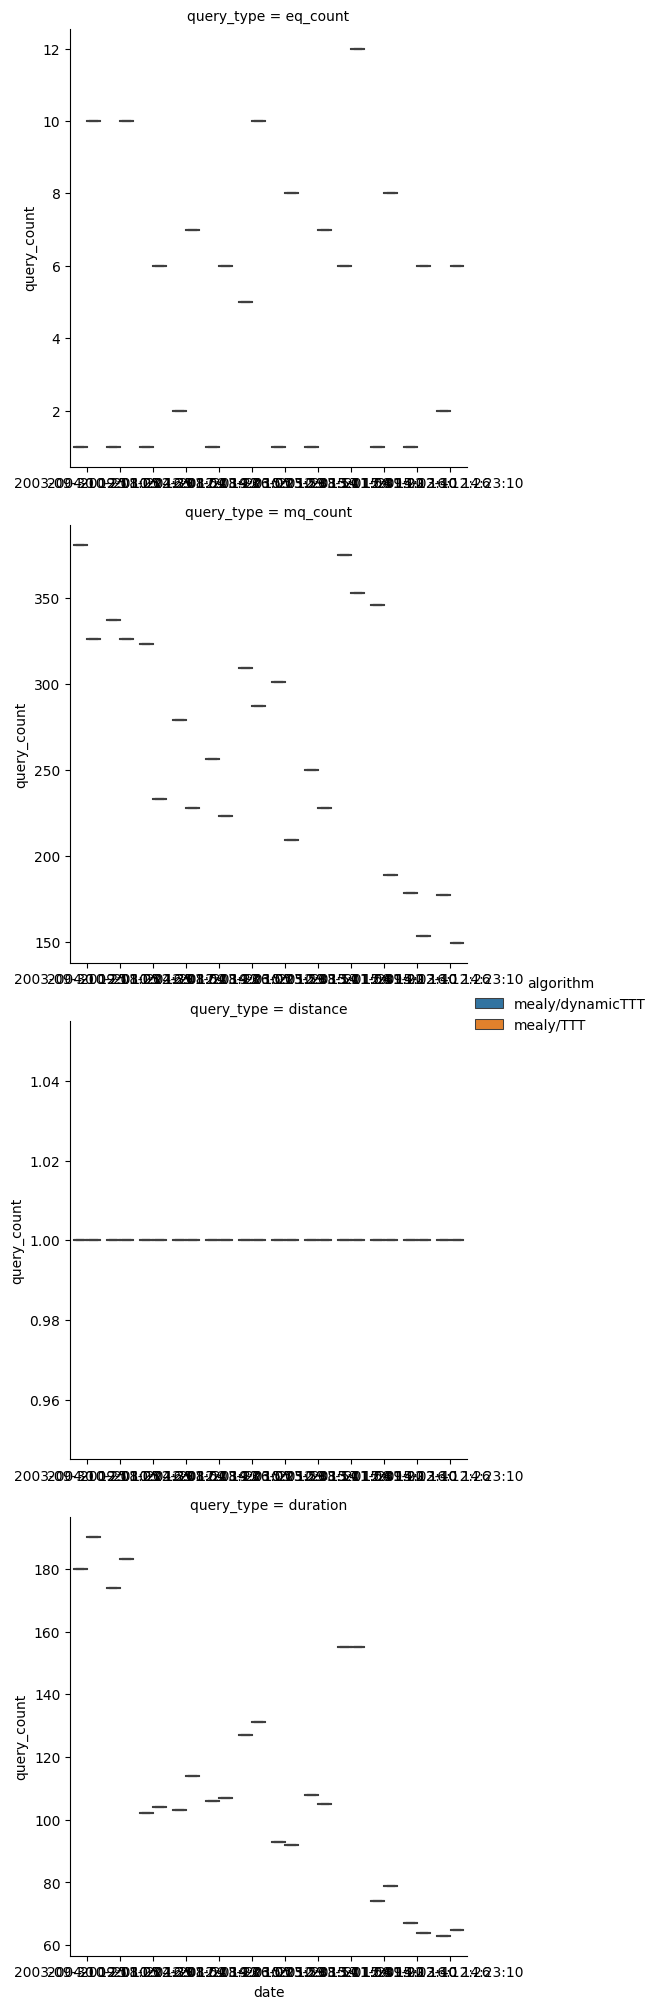 query_type = eq_count
12
10
8
6
4
2
query_count
query_type = mq_count
350
300
250
200
150
query_count
algorithm
mealy/dynamicTTT
mealy/TTT
query_type = distance
1.04
1.02
1.00
0.98
0.96
query_count
query_type = duration
180
160
140
120
100
80
60
query_count
date